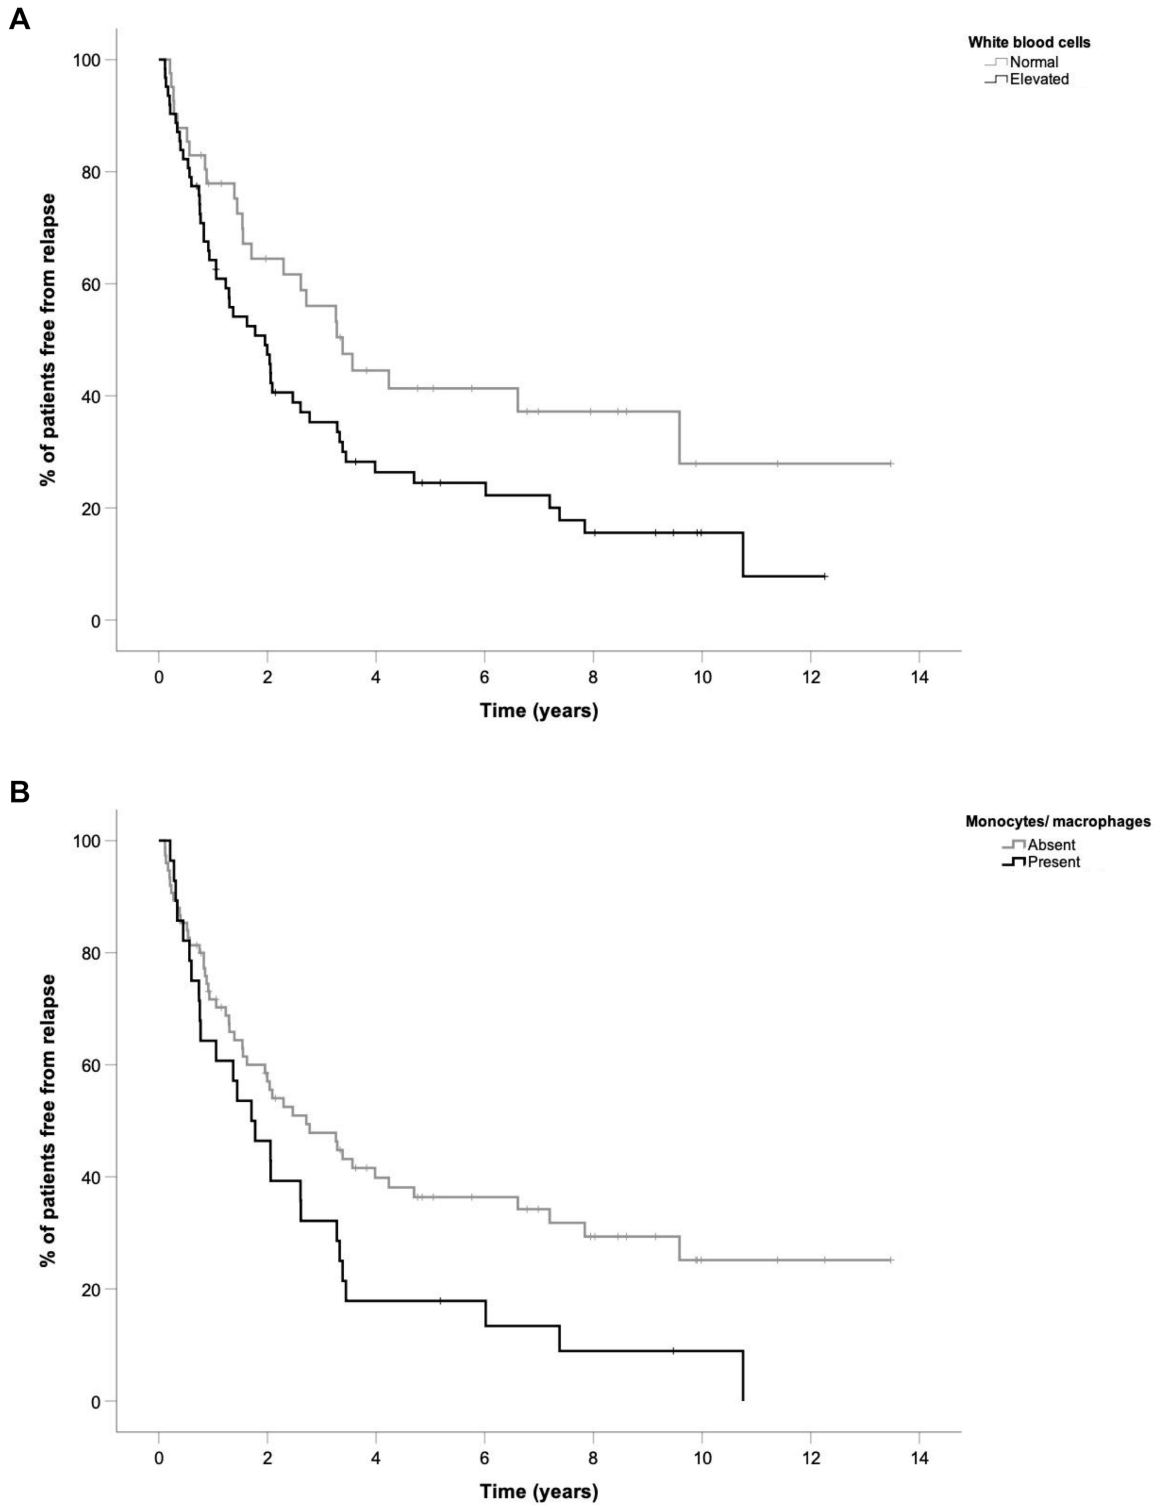 A
White blood cells
Normal
Elevated
% of patients free from relapse
100
80
60
40
20
0
0 2 4 6 8 10 12 14
Time (years)
B
Monocytes/ macrophages
Absent
Present
% of patients free from relapse
100
80
60
40
20
0
0 2 4 6 8 10 12 14
Time (years)